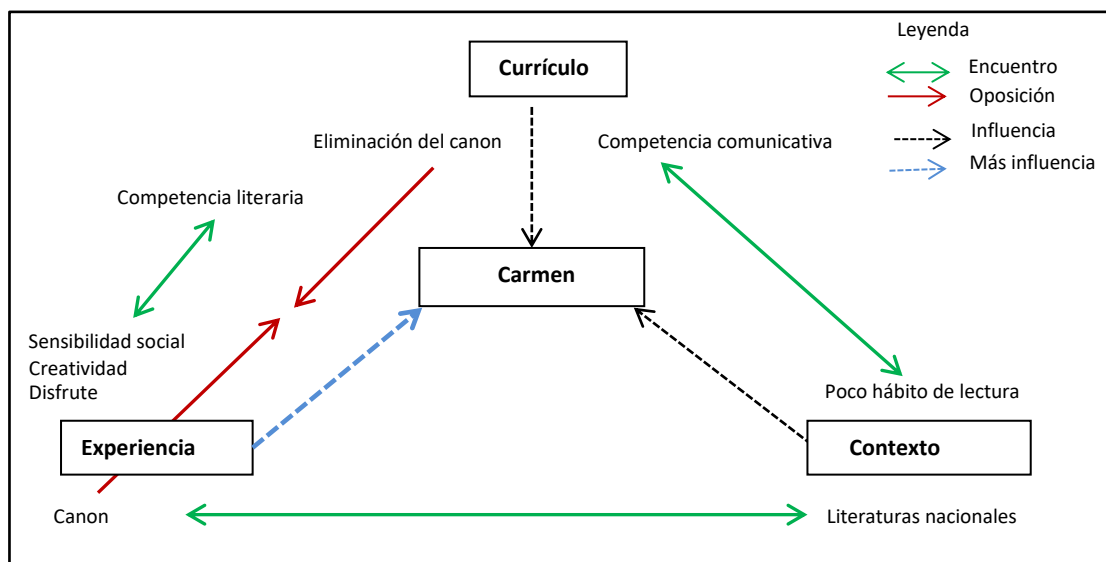 Leyenda
Currículo
Encuentro
Oposición
Eliminación del canon
Competencia comunicativa
Influencia
Más influencia
Competencia literaria
Carmen
Sensibilidad social
Creatividad
Disfrute
Poco hábito de lectura
Experiencia
Contexto
Canon
Literaturas nacionales